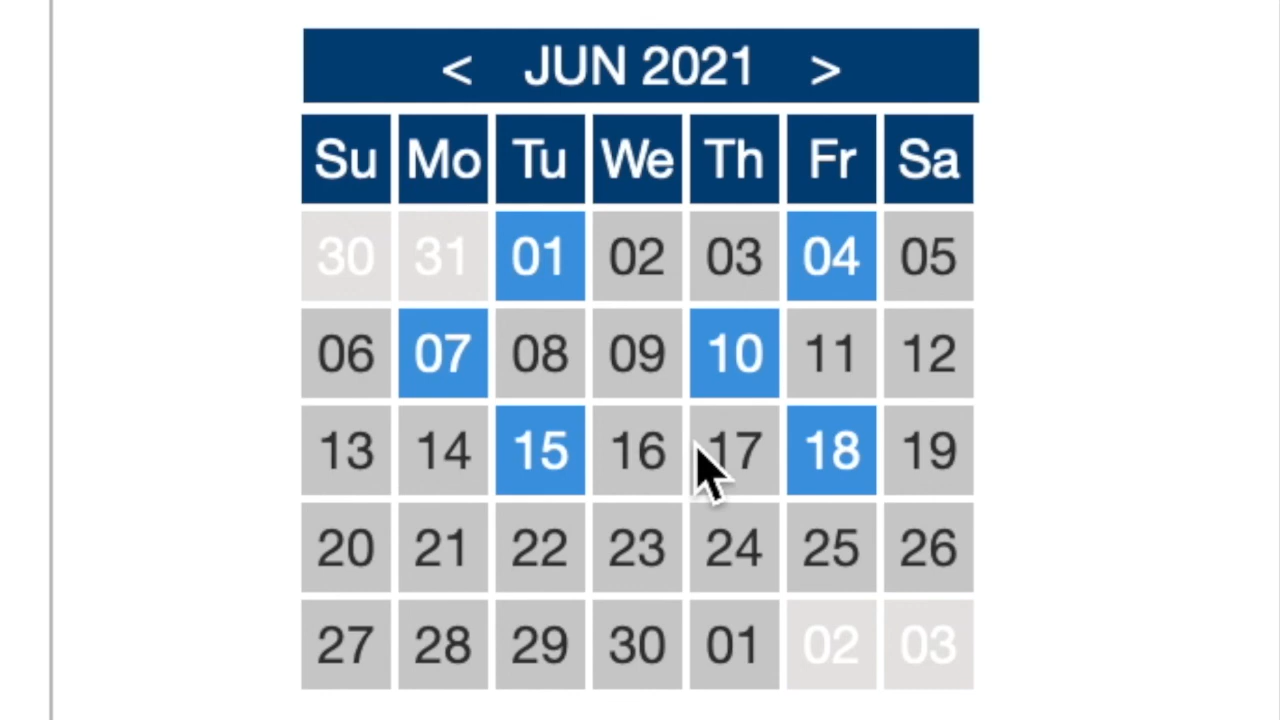 < JUN 2021 >
Su Mo Tu We Th Fr Sa
30 31 01 02 03 04 05
06 07 08 09 10 11 12
13 14 15 16 17 18 19
20 21 22 23 24 25 26
27 28 29 30 01 02 03